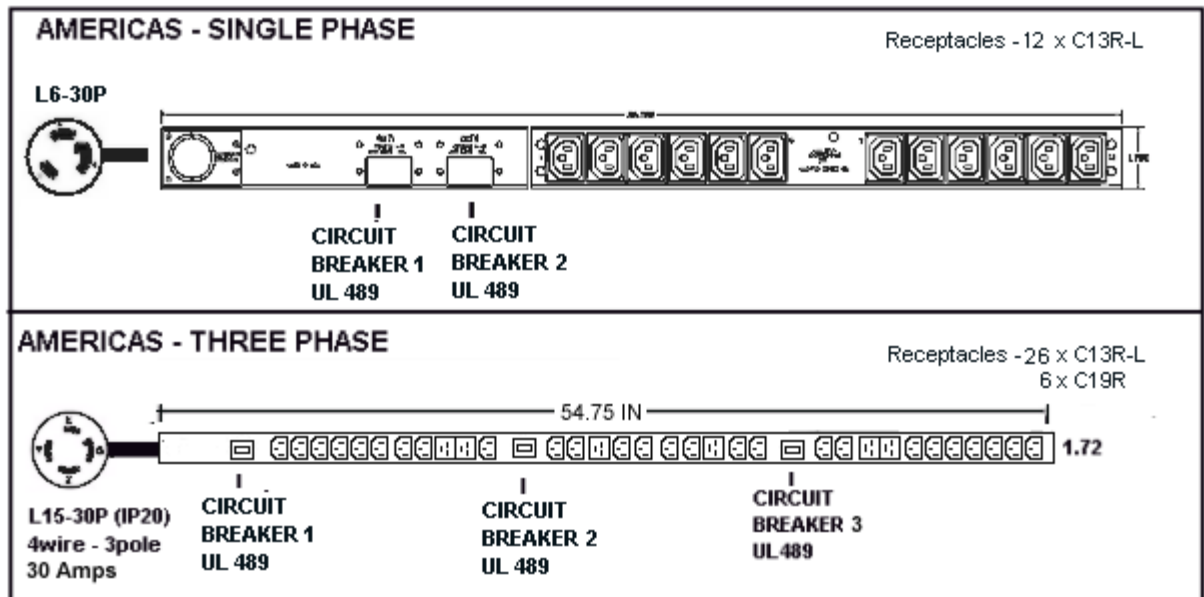 AMERICAS - SINGLE PHASE
Receptacles -12 x C13R-L
L6-30P
CIRCUIT
BREAKER 1
UL 489
CIRCUIT
BREAKER 2
UL 489
AMERICAS - THREE PHASE
Receptacles -26 x C13R-L
6 x C19R
54.75 IN
1.72
L15-30P (IP20)
4wire - 3pole
30 Amps
CIRCUIT
BREAKER 1
UL 489
CIRCUIT
BREAKER 2
UL 489
CIRCUIT
BREAKER 3
UL489